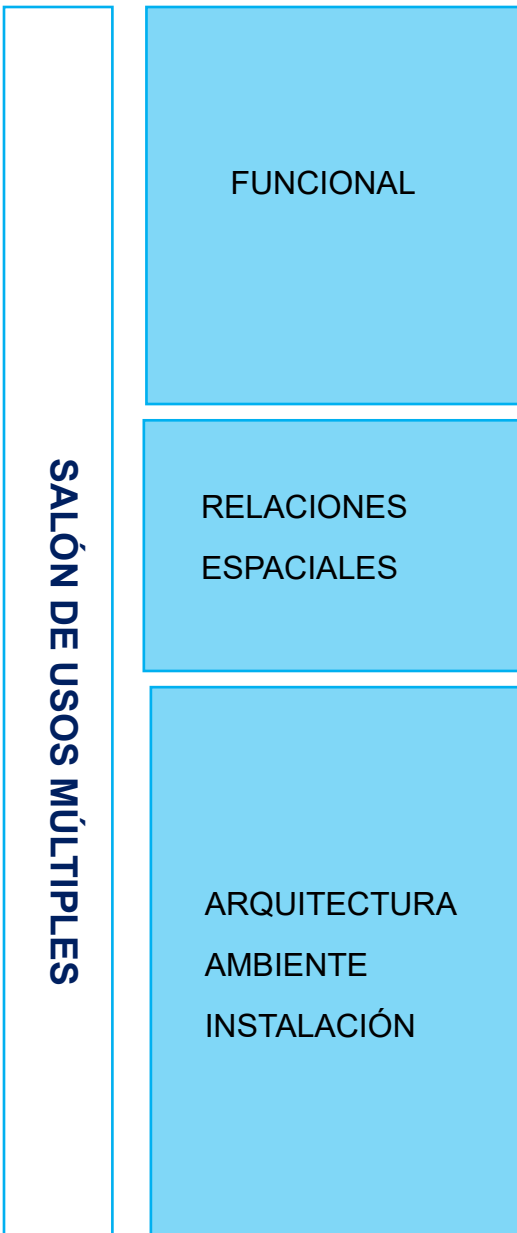 SALÓN DE USOS MÚLTIPLES
FUNCIONAL
RELACIONES
ESPACIALES
ARQUITECTURA
AMBIENTE
INSTALACIÓN